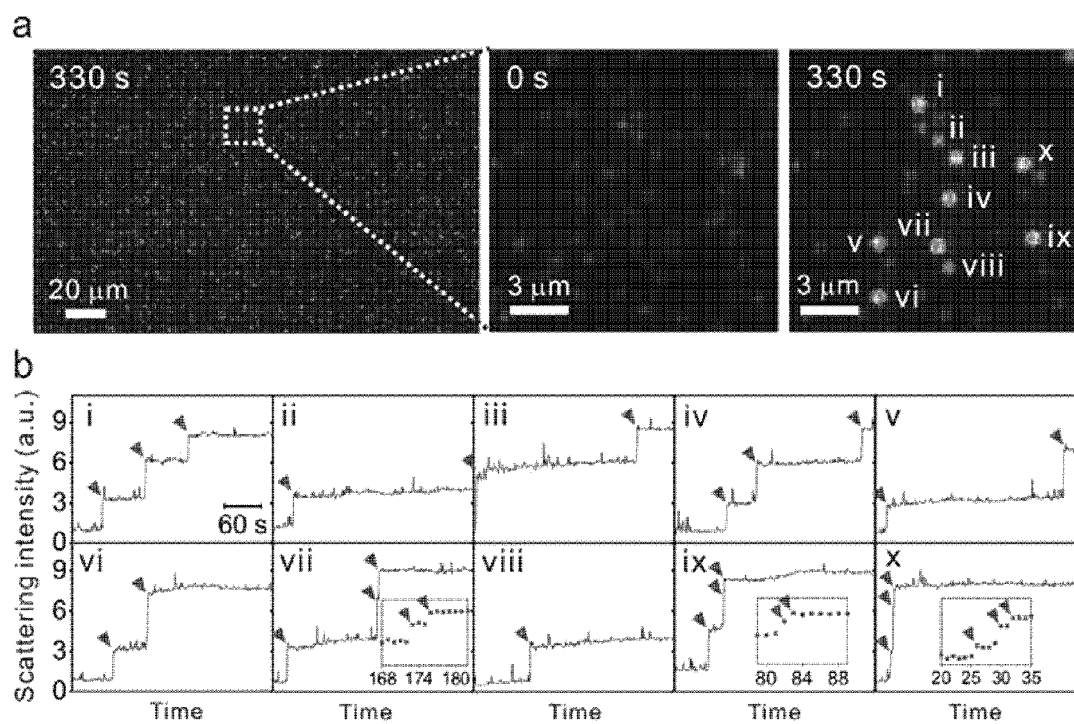 a
330 s
0 s
330 s
i
ii
iii
x
iv
vii
v
ix
viii
vi
20 μm
3 μm
3 μm
b
Scattering intensity (a.u.)
9
6
3
0
i
ii
iii
iv
v
60 s
9
6
3
0
vi
vii
viii
ix
x
168 174 180
80 84 88
20 25 30 35
Time
Time
Time
Time
Time